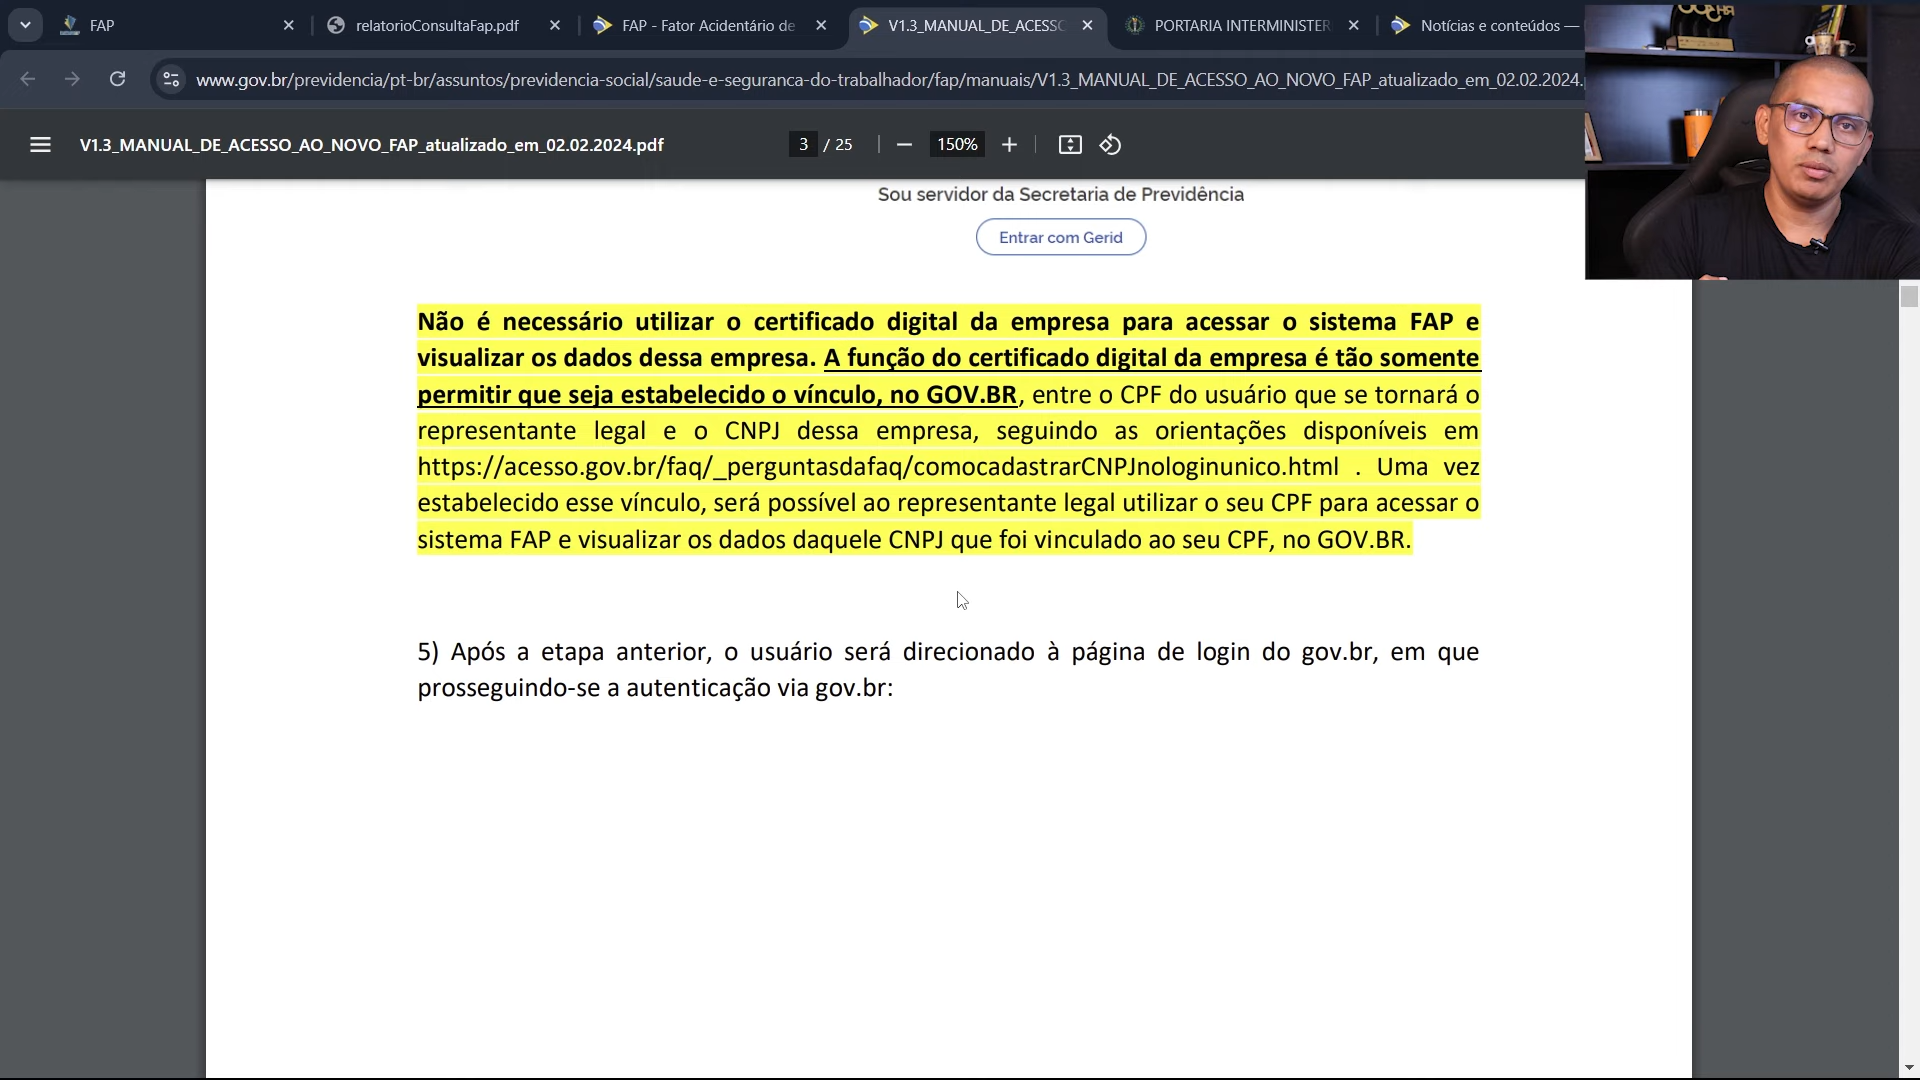 FAP
relatorioConsultaFap.pdf
FAP - Fator Acidentário de
V1.3_MANUAL_DE_ACESSO
PORTARIA INTERMINISTER
Notícias e conteúdos —
www.gov.br/previdencia/pt-br/assuntos/previdencia-social/saude-e-seguranca-do-trabalhador/fap/manuais/V1.3_MANUAL_DE_ACESSO_AO_NOVO_FAP_atualizado_em_02.02.2024.
V1.3_MANUAL_DE_ACESSO_AO_NOVO_FAP_atualizado_em_02.02.2024.pdf
3 / 25
150%
Sou servidor da Secretaria de Previdência
Entrar com Gerid
Não é necessário utilizar o certificado digital da empresa para acessar o sistema FAP e
visualizar os dados dessa empresa. A função do certificado digital da empresa é tão somente
permitir que seja estabelecido o vínculo, no GOV.BR, entre o CPF do usuário que se tornará o
representante legal e o CNPJ dessa empresa, seguindo as orientações disponíveis em
https://acesso.gov.br/faq/_perguntasdafaq/comocadastrarCNPJnologinunico.html . Uma vez
estabelecido esse vínculo, será possível ao representante legal utilizar o seu CPF para acessar o
sistema FAP e visualizar os dados daquele CNPJ que foi vinculado ao seu CPF, no GOV.BR.
5) Após a etapa anterior, o usuário será direcionado à página de login do gov.br, em que
prosseguindo-se a autenticação via gov.br: